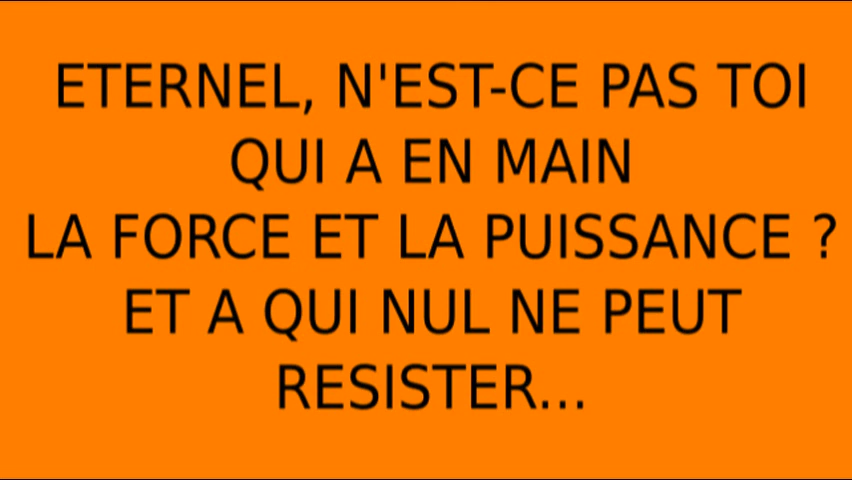 ETERNEL, N'EST-CE PAS TOI
QUI A EN MAIN
LA FORCE ET LA PUISSANCE ?
ET A QUI NUL NE PEUT
RESISTER...